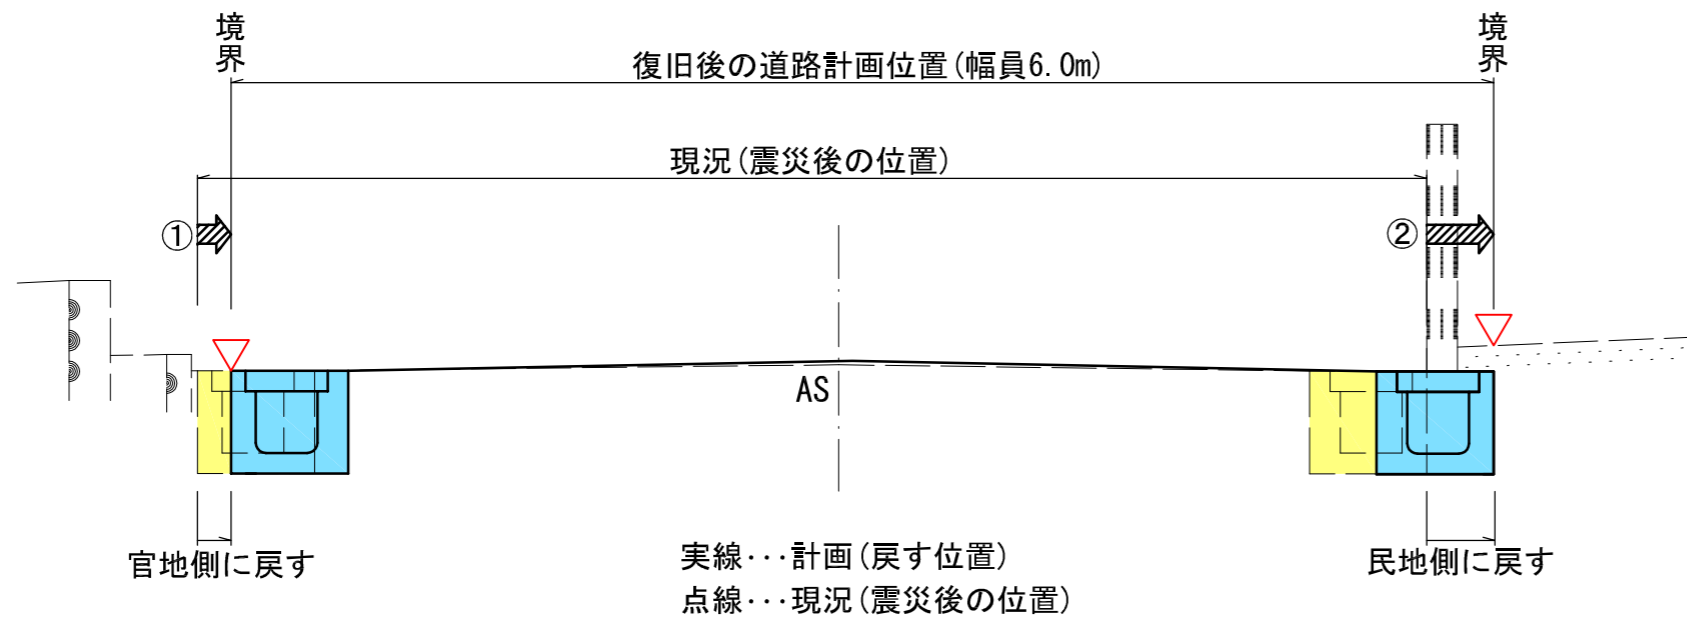 境界
境界
復旧後の道路計画位置(幅員6.0m)
現況(震災後の位置)
①
②
AS
官地側に戻す
民地側に戻す
実線･･･計画(戻す位置)
点線･･･現況(震災後の位置)